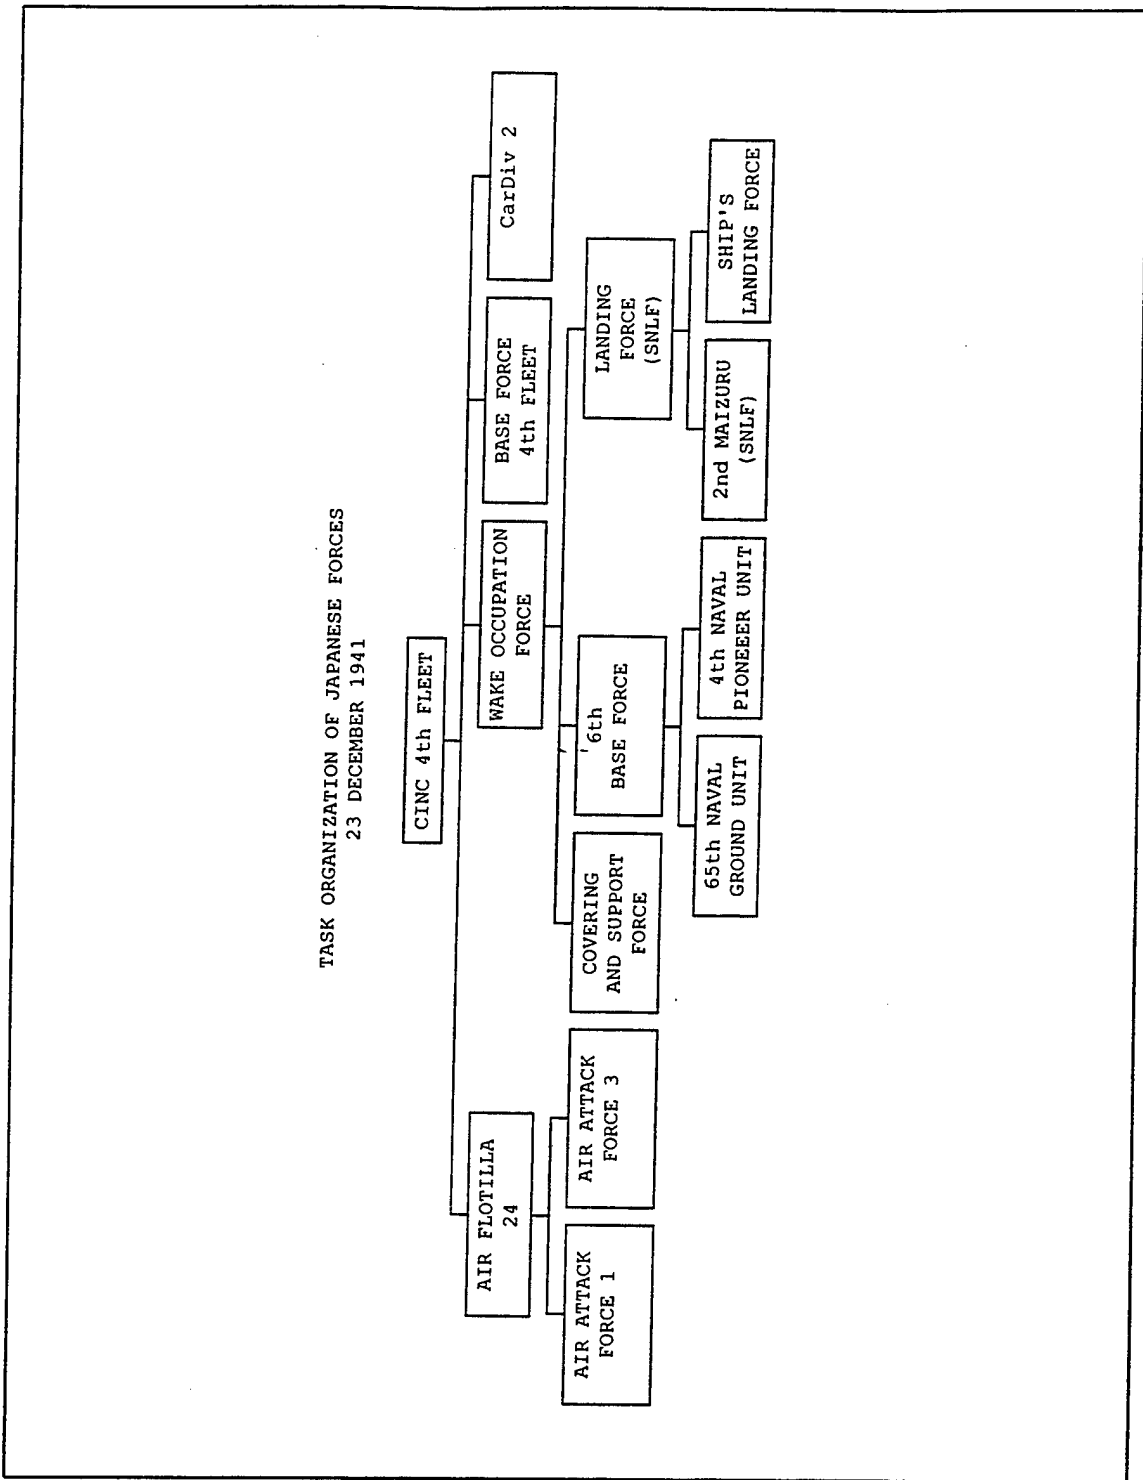 TASK ORGANIZATION OF JAPANESE FORCES
23 DECEMBER 1941
CINC 4th FLEET
AIR FLOTILLA
24
WAKE OCCUPATION
FORCE
BASE FORCE
4th FLEET
CarDiv 2
AIR ATTACK
FORCE 1
AIR ATTACK
FORCE 3
COVERING
AND SUPPORT
FORCE
6th
BASE FORCE
LANDING
FORCE
(SNLF)
65th NAVAL
GROUND UNIT
4th NAVAL
PIONEEER UNIT
2nd MAIZURU
(SNLF)
SHIP'S
LANDING FORCE